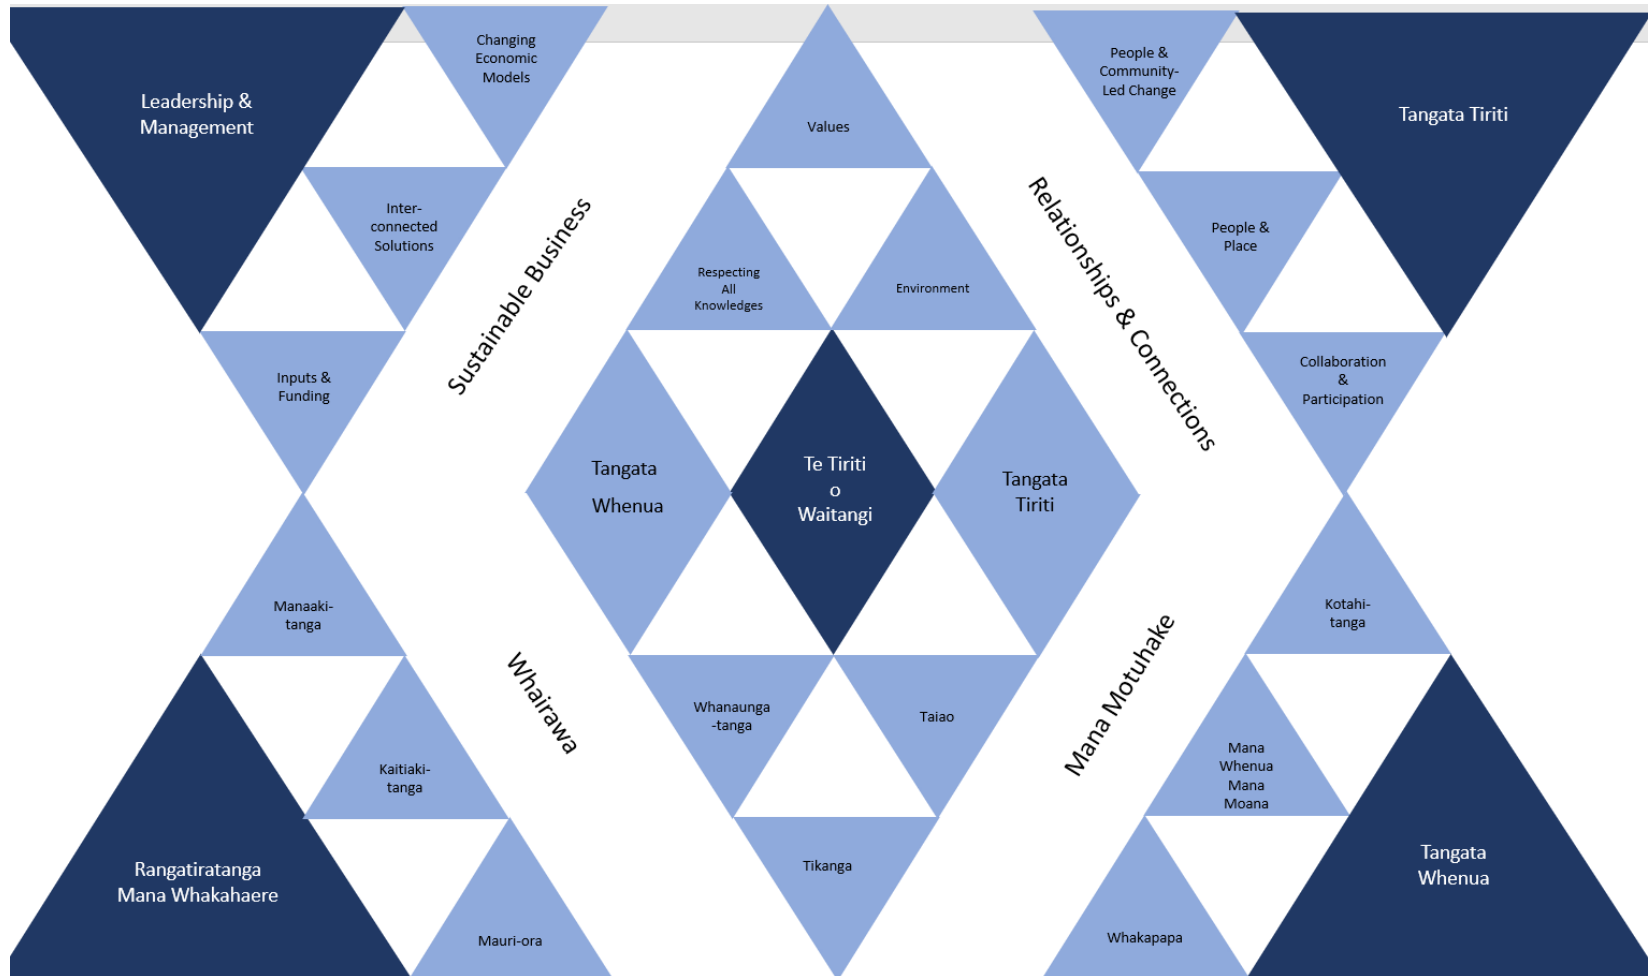 Leadership &
Management
Changing
Economic
Models
Inter-
connected
Solutions
Inputs &
Funding
Sustainable Business
Values
Respecting
All
Knowledges
Environment
Relationships & Connections
People &
Community-
Led Change
Tangata Tiriti
People &
Place
Collaboration
&
Participation
Tangata
Whenua
Te Tiriti
o
Waitangi
Tangata
Tiriti
Manaaki-
tanga
Kaitiaki-
tanga
Rangatiratanga
Mana Whakahaere
Mauri-ora
Whairawa
Whanaunga
-tanga
Taiao
Tikanga
Mana Motuhake
Kotahi-
tanga
Mana
Whenua
Mana
Moana
Whakapapa
Tangata
Whenua